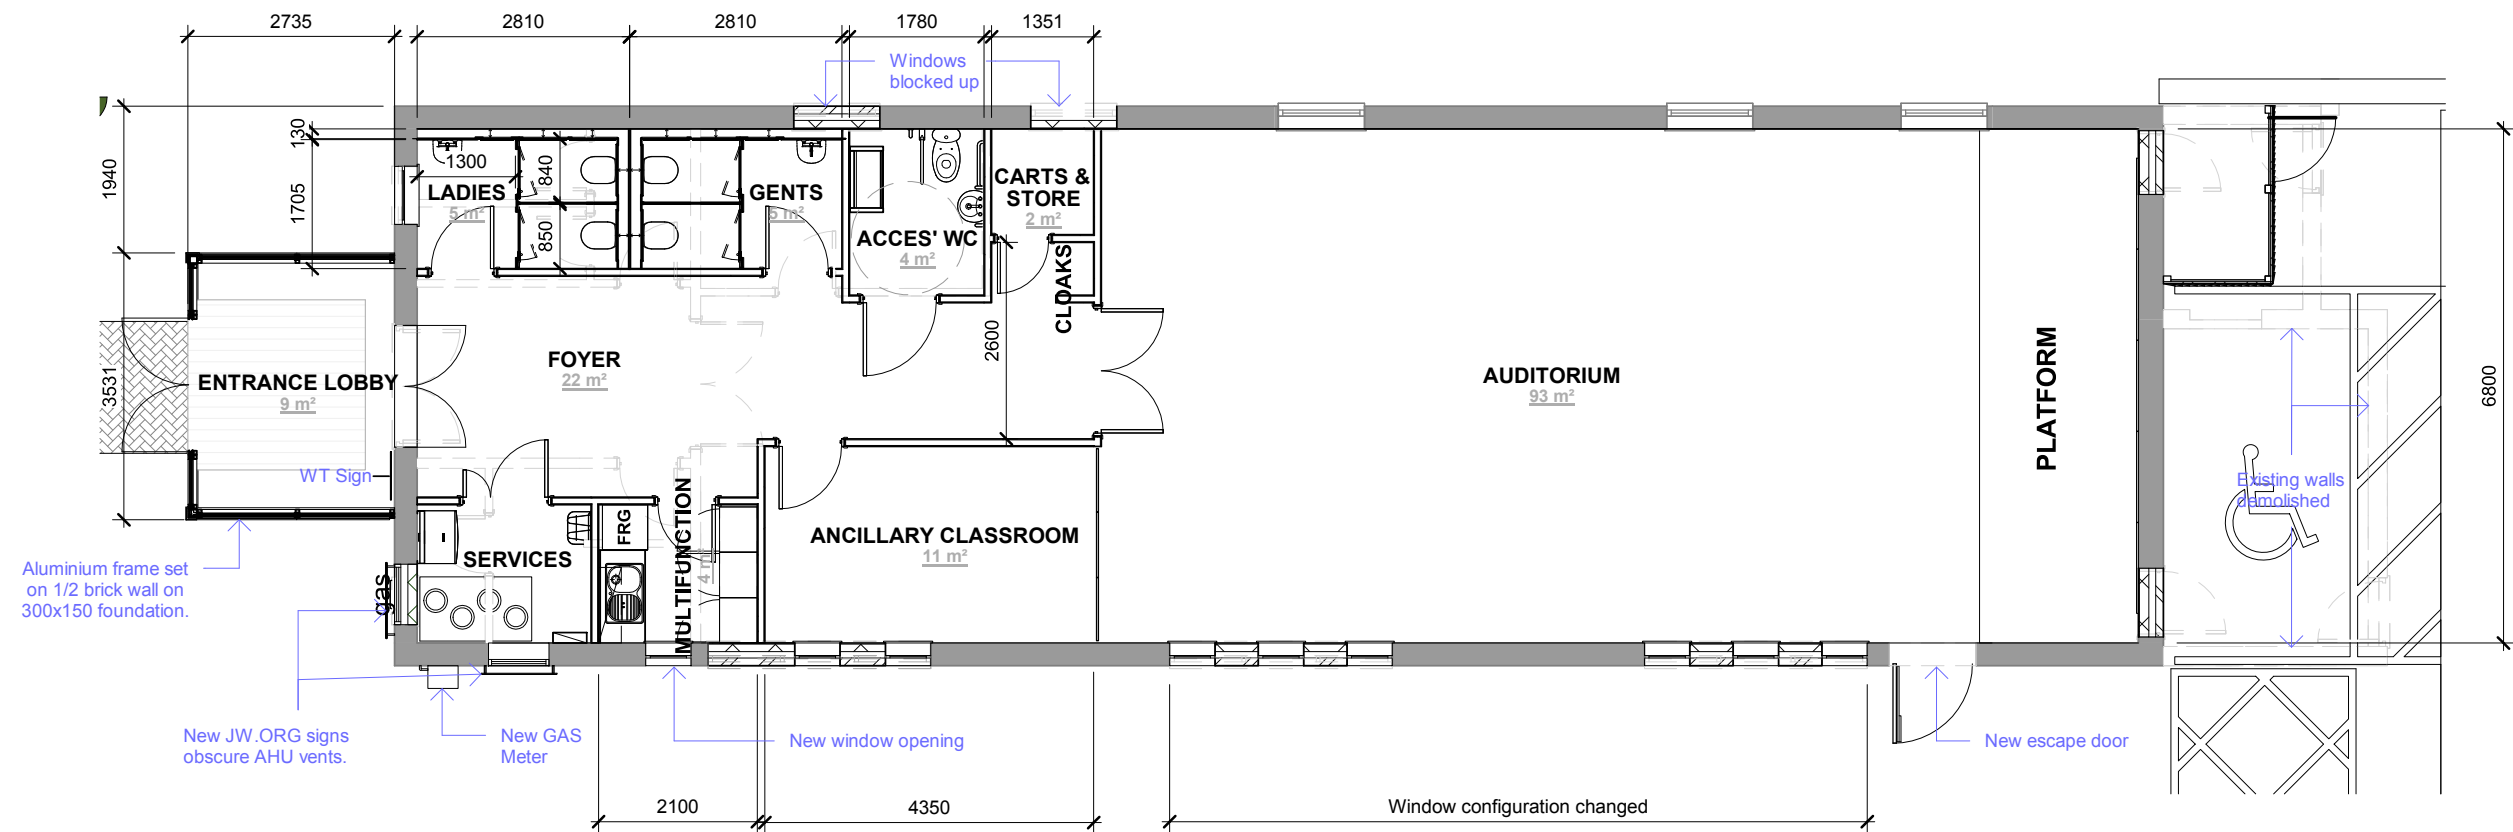 2735
2810
2810
1780
1351
Windows
blocked up
1940
130
1705
1300
840
850
LADIES
5 m²
GENTS
5 m²
ACCES' WC
4 m²
CARTS &
STORE
2 m²
CLOAKS
2600
3531
ENTRANCE LOBBY
9 m²
FOYER
22 m²
AUDITORIUM
93 m²
PLATFORM
6800
WT Sign
Existing walls
demolished
SERVICES
FRG
MULTIFUNCTION
4 m²
ANCILLARY CLASSROOM
11 m²
gas
Aluminium frame set
on 1/2 brick wall on
300x150 foundation.
New JW.ORG signs
obscure AHU vents.
New GAS
Meter
New window opening
New escape door
2100
4350
Window configuration changed